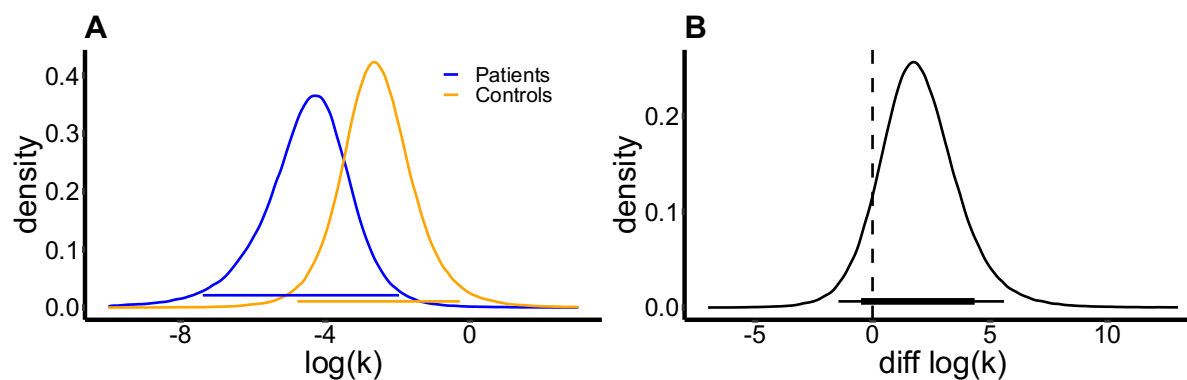 A
density
0.4
0.3
0.2
0.1
0.0
-8
-4
0
log(k)
Patients
Controls
B
density
0.2
0.1
0.0
-5
0
5
10
diff log(k)